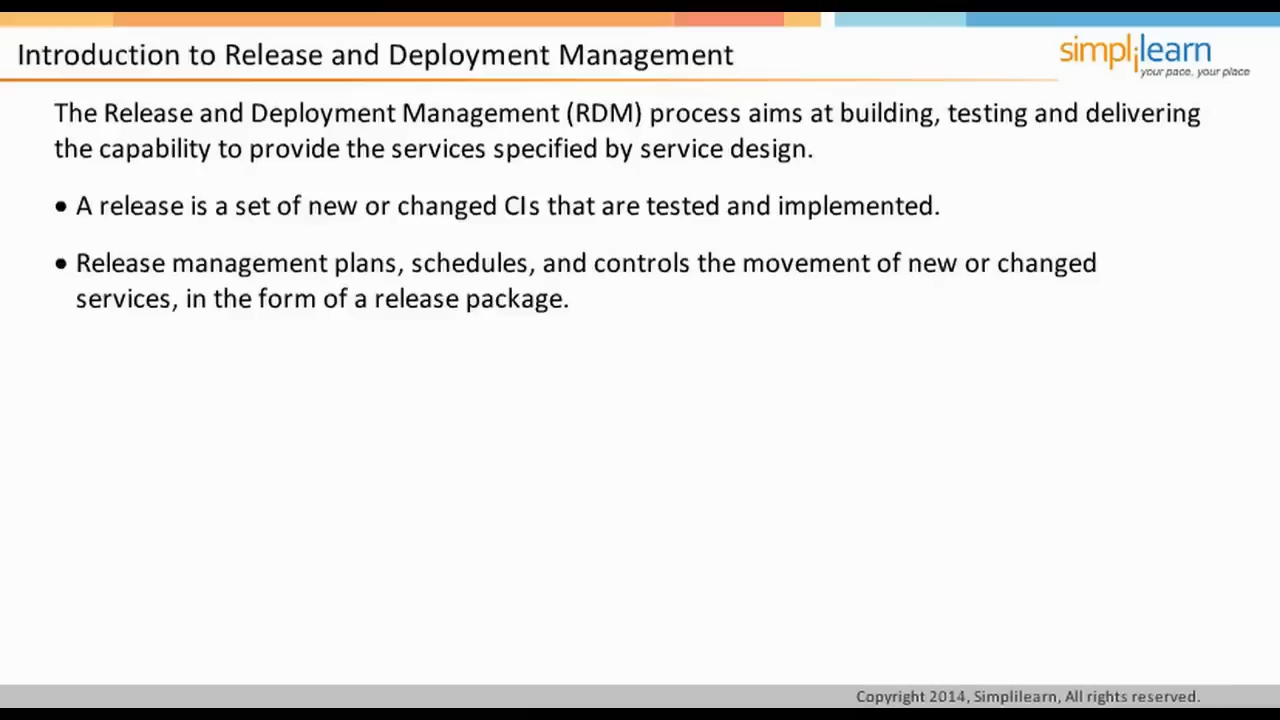 Introduction to Release and Deployment Management
simplilearn
your pace, your place
The Release and Deployment Management (RDM) process aims at building, testing and delivering
the capability to provide the services specified by service design.
• A release is a set of new or changed CIs that are tested and implemented.
• Release management plans, schedules, and controls the movement of new or changed
services, in the form of a release package.
Copyright 2014, Simplilearn, All rights reserved.